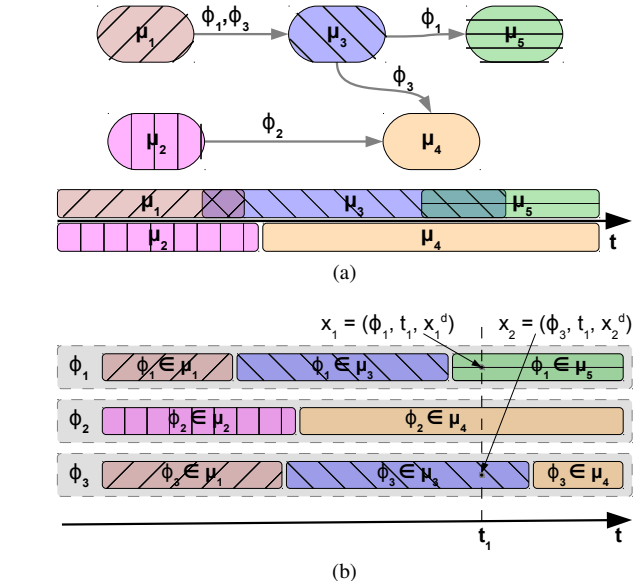 ϕ₁,ϕ₃ ϕ₁
μ₁ μ₃ μ₅
ϕ₃
ϕ₂
μ₂ μ₄
μ₁ μ₃ μ₅
μ₂ μ₄ t
(a)
x₁ = (ϕ₁, t₁, x₁ᵈ) x₂ = (ϕ₃, t₁, x₂ᵈ)
ϕ₁ ϕ₁ ∈ μ₁ ϕ₁ ∈ μ₃ ϕ₁ ∈ μ₅
ϕ₂ ϕ₂ ∈ μ₂ ϕ₂ ∈ μ₄
ϕ₃ ϕ₃ ∈ μ₁ ϕ₃ ∈ μ₃ ϕ₃ ∈ μ₄
t₁ t
(b)